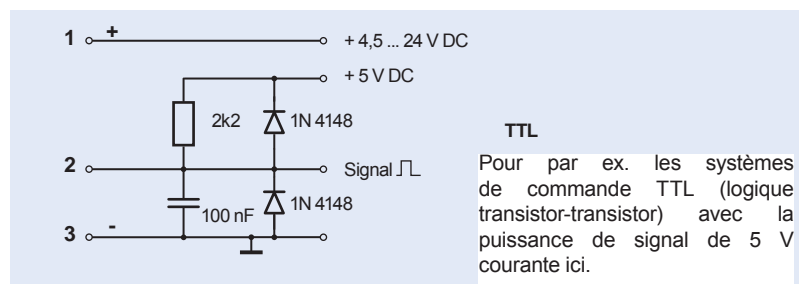 1 + + 4,5 ... 24 V DC
+ 5 V DC
2k2 1N 4148
2 Signal
100 nF 1N 4148
3 -
TTL
Pour par ex. les systèmes
de commande TTL (logique
transistor-transistor) avec la
puissance de signal de 5 V
courante ici.